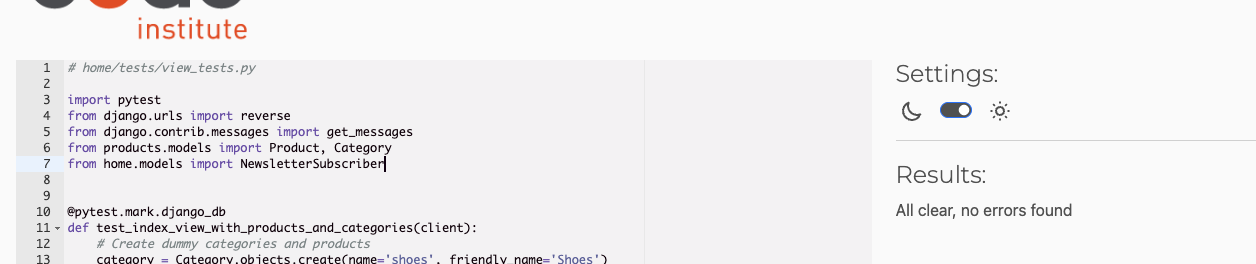 institute
1 # home/tests/view_tests.py
2
3 import pytest
4 from django.urls import reverse
5 from django.contrib.messages import get_messages
6 from products.models import Product, Category
7 from home.models import NewsletterSubscriber
8
9
10 @pytest.mark.django_db
11 def test_index_view_with_products_and_categories(client):
12 # Create dummy categories and products
13 category = Category.objects.create(name='shoes', friendly_name='Shoes')
Settings:
Results:
All clear, no errors found